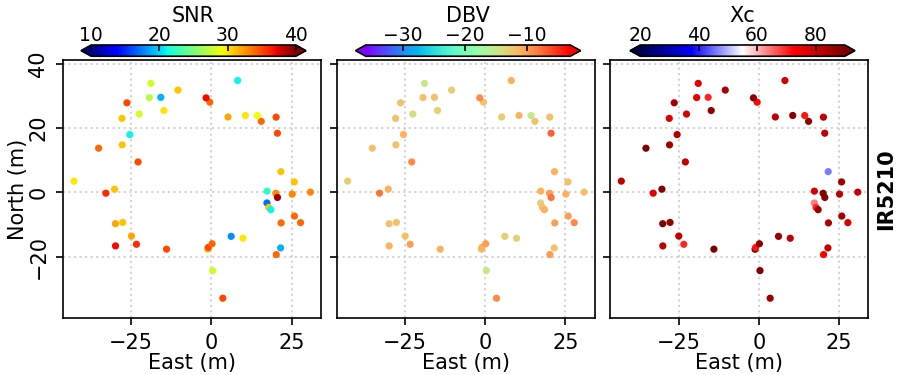 SNR DBV Xc
10 20 30 40 −30 −20 −10 20 40 60 80
40
20
0
−20
North (m)
IR5210
−25 0 25 −25 0 25 −25 0 25
East (m) East (m) East (m)